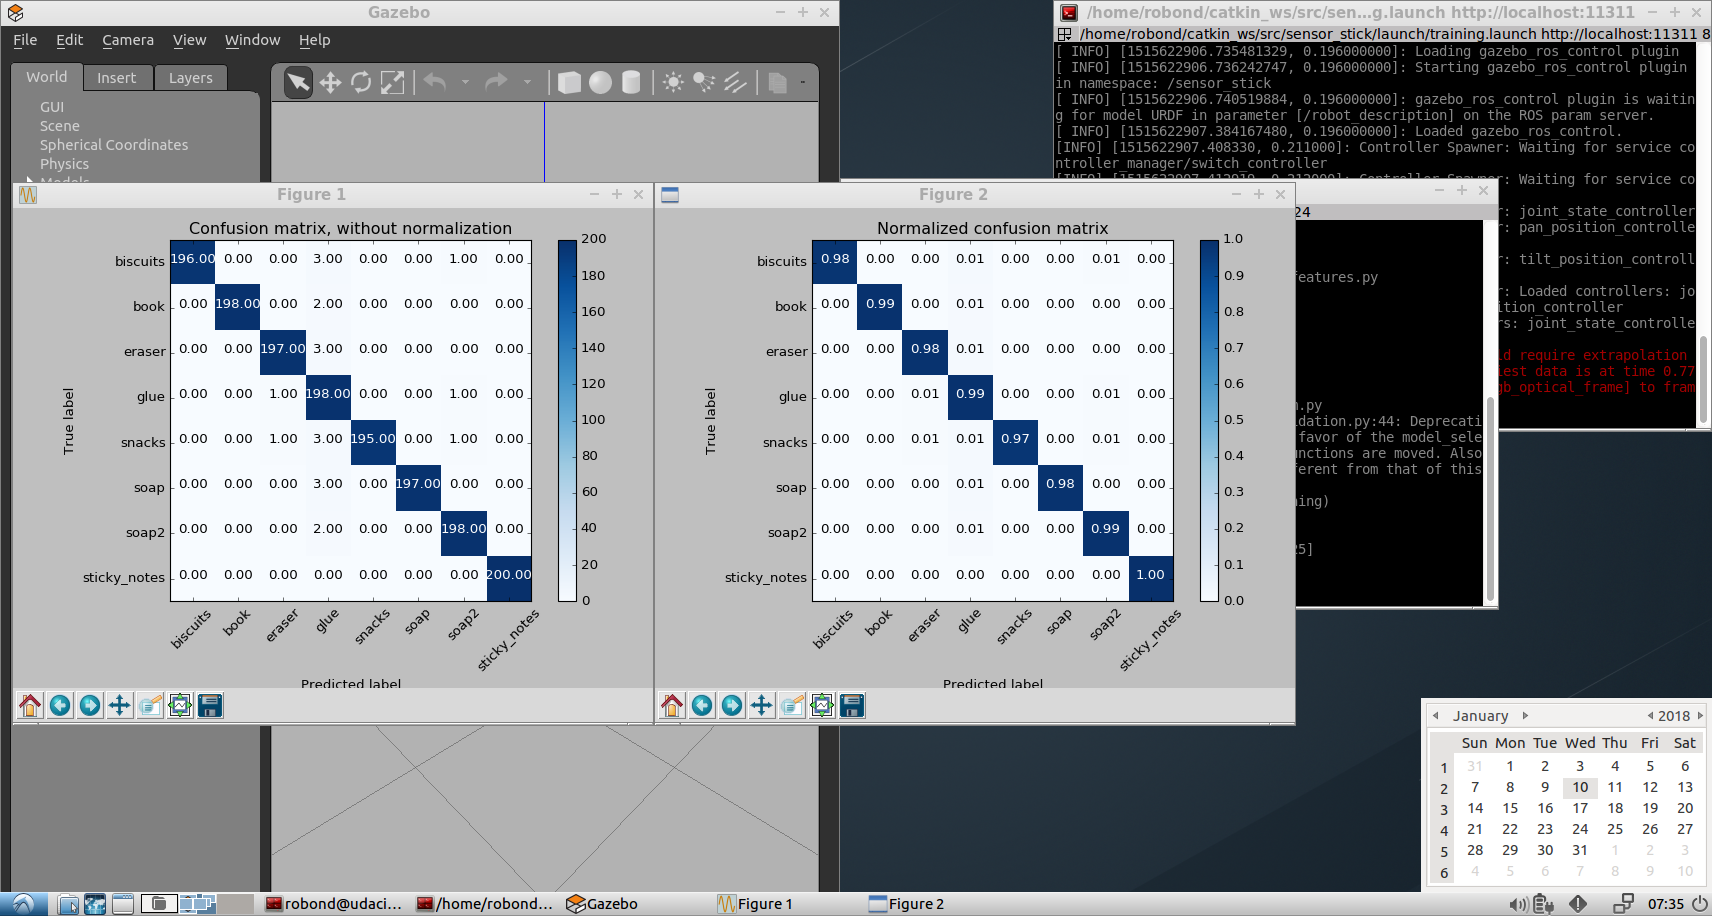 Gazebo
File Edit Camera View Window Help
World Insert Layers
GUI
Scene
Spherical Coordinates
Physics
Models
/home/robond/catkin_ws/src/sen...g.launch http://localhost:11311
/home/robond/catkin_ws/src/sensor_stick/launch/training.launch http://localhost:11311 8
[ INFO] [1515622906.735481329, 0.196000000]: Loading gazebo_ros_control plugin
[ INFO] [1515622906.736242747, 0.196000000]: Starting gazebo_ros_control plugin
in namespace: /sensor_stick
[ INFO] [1515622906.740519884, 0.196000000]: gazebo_ros_control plugin is waitin
g for model URDF in parameter [/robot_description] on the ROS param server.
[ INFO] [1515622907.384167480, 0.196000000]: Loaded gazebo_ros_control.
[INFO] [1515622907.408330, 0.211000]: Controller Spawner: Waiting for service co
ntroller_manager/switch_controller
[INFO] [1515622907.412919, 0.212000]: Controller Spawner: Waiting for service co
r: joint_state_controller
r: pan_position_controlle
r: tilt_position_controll
r: Loaded controllers: jo
ition_controller
rs: joint_state_controlle
ld require extrapolation
iest data is at time 0.77
gb_optical_frame] to fram
24
features.py
n.py
dation.py:44: Deprecati
favor of the model_sele
unctions are moved. Also
ferent from that of this
ning)
25]
Figure 1
Confusion matrix, without normalization
biscuits 196.00 0.00 0.00 3.00 0.00 0.00 1.00 0.00
book 0.00 198.00 0.00 2.00 0.00 0.00 0.00 0.00
eraser 0.00 0.00 197.00 3.00 0.00 0.00 0.00 0.00
glue 0.00 0.00 1.00 198.00 0.00 0.00 1.00 0.00
snacks 0.00 0.00 1.00 3.00 195.00 0.00 1.00 0.00
soap 0.00 0.00 0.00 3.00 0.00 197.00 0.00 0.00
soap2 0.00 0.00 0.00 2.00 0.00 0.00 198.00 0.00
sticky_notes 0.00 0.00 0.00 0.00 0.00 0.00 0.00 200.00
biscuits book eraser glue snacks soap soap2 sticky_notes
True label
Predicted label
200
180
160
140
120
100
80
60
40
20
0
Figure 2
Normalized confusion matrix
biscuits 0.98 0.00 0.00 0.01 0.00 0.00 0.01 0.00
book 0.00 0.99 0.00 0.01 0.00 0.00 0.00 0.00
eraser 0.00 0.00 0.98 0.01 0.00 0.00 0.00 0.00
glue 0.00 0.00 0.01 0.99 0.00 0.00 0.01 0.00
snacks 0.00 0.00 0.01 0.01 0.97 0.00 0.01 0.00
soap 0.00 0.00 0.00 0.01 0.00 0.98 0.00 0.00
soap2 0.00 0.00 0.00 0.01 0.00 0.00 0.99 0.00
sticky_notes 0.00 0.00 0.00 0.00 0.00 0.00 0.00 1.00
biscuits book eraser glue snacks soap soap2 sticky_notes
True label
Predicted label
1.0
0.9
0.8
0.7
0.6
0.5
0.4
0.3
0.2
0.1
0.0
January 2018
Sun Mon Tue Wed Thu Fri Sat
1 31 1 2 3 4 5 6
2 7 8 9 10 11 12 13
3 14 15 16 17 18 19 20
4 21 22 23 24 25 26 27
5 28 29 30 31 1 2 3
6 4 5 6 7 8 9 10
robond@udaci... /home/robond... Gazebo Figure 1 Figure 2 07:35